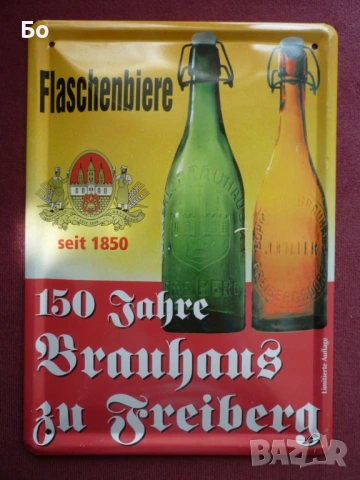 Бо
Flaschenbiere
seit 1850
150 Jahre
Brauhaus
zu Freiberg
Limitierte Auflage
BAZAR